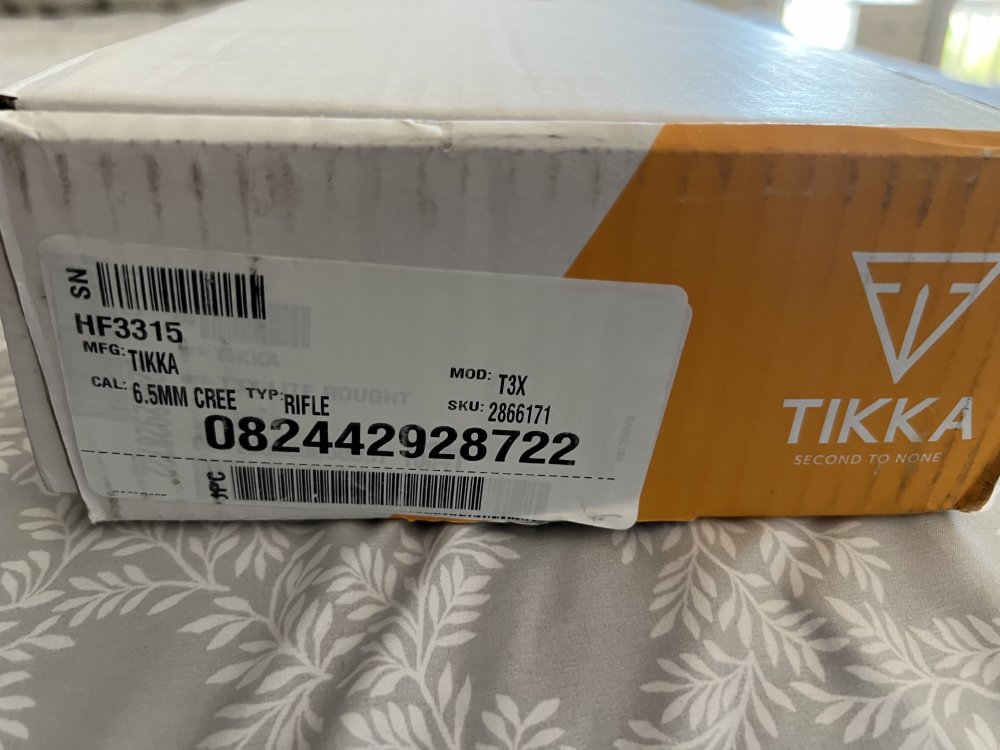 SN
HF3315
MFG: TIKKA
CAL: 6.5MM CREE TYP: RIFLE
MOD: T3X
SKU: 2866171
082442928722
TIKKA
SECOND TO NONE